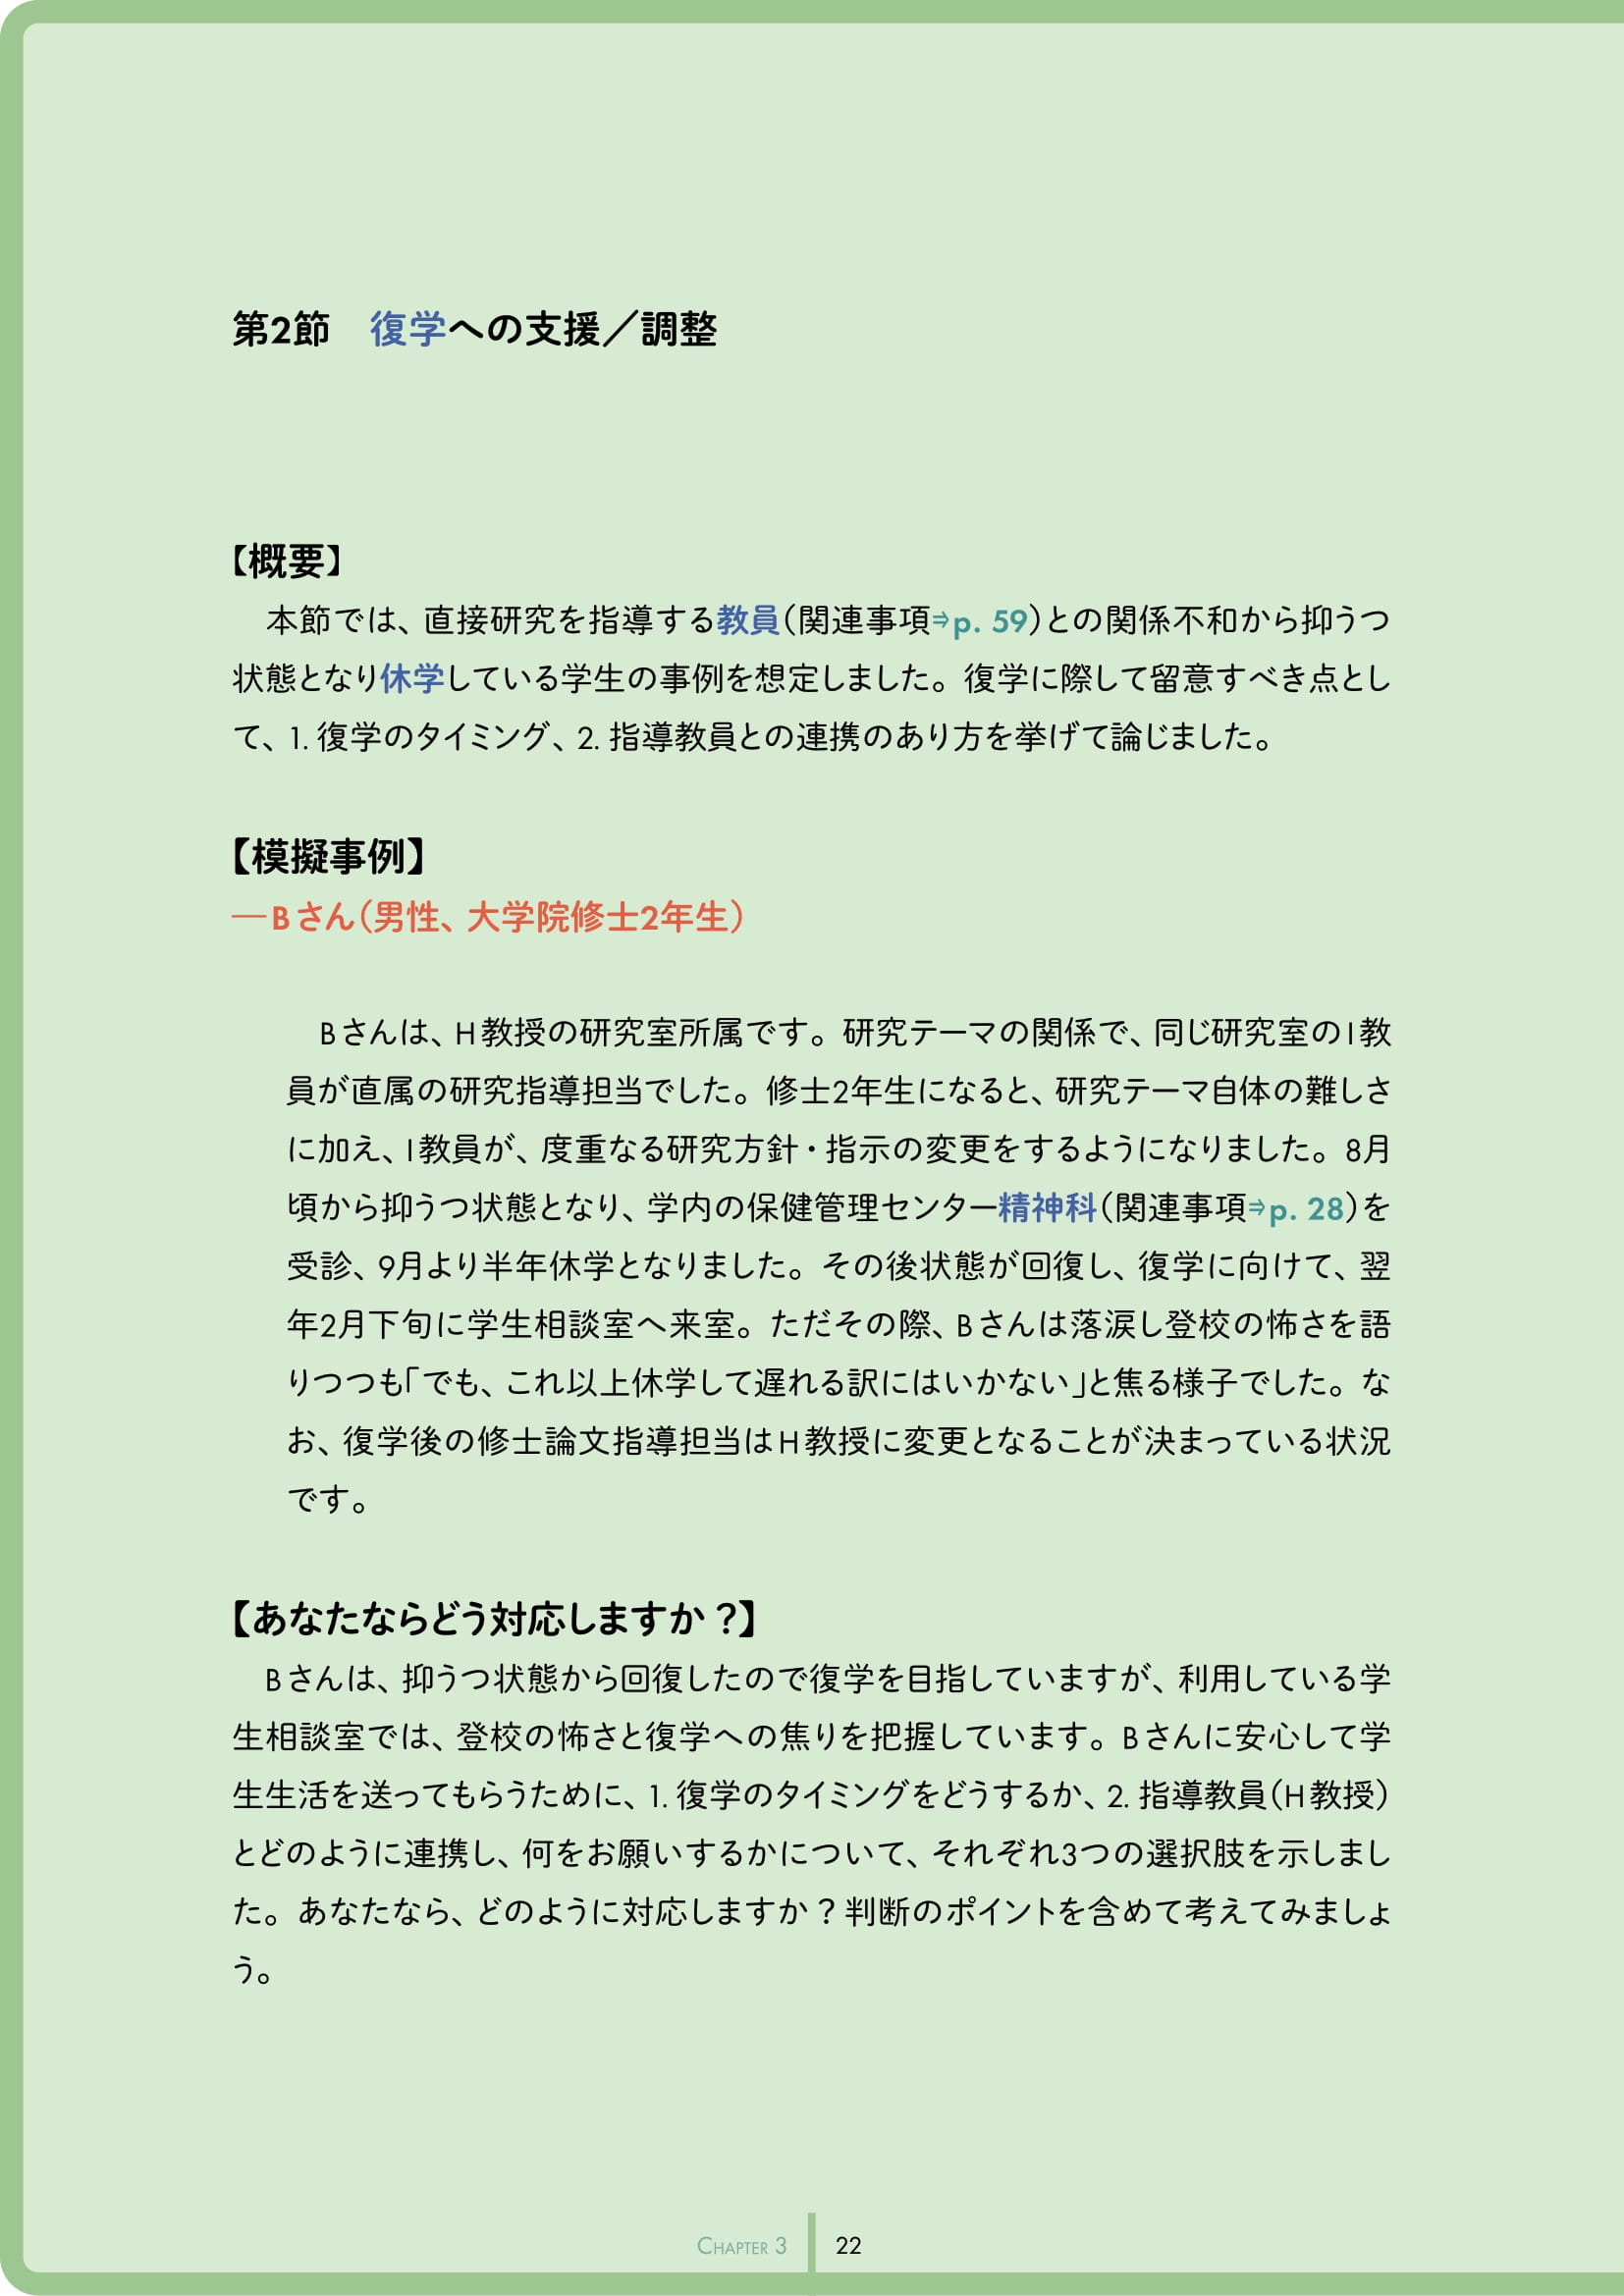 第2節　復学への支援／調整
【概要】
　本節では、直接研究を指導する教員（関連事項⇒p. 59）との関係不和から抑うつ
状態となり休学している学生の事例を想定しました。復学に際して留意すべき点とし
て、1. 復学のタイミング、2. 指導教員との連携のあり方を挙げて論じました。
【模擬事例】
―Bさん（男性、大学院修士2年生）
　Bさんは、H教授の研究室所属です。研究テーマの関係で、同じ研究室のI教
員が直属の研究指導担当でした。修士2年生になると、研究テーマ自体の難しさ
に加え、I教員が、度重なる研究方針・指示の変更をするようになりました。8月
頃から抑うつ状態となり、学内の保健管理センター精神科（関連事項⇒p. 28）を
受診、9月より半年休学となりました。その後状態が回復し、復学に向けて、翌
年2月下旬に学生相談室へ来室。ただその際、Bさんは落涙し登校の怖さを語
りつつも「でも、これ以上休学して遅れる訳にはいかない」と焦る様子でした。な
お、復学後の修士論文指導担当はH教授に変更となることが決まっている状況
です。
【あなたならどう対応しますか？】
　Bさんは、抑うつ状態から回復したので復学を目指していますが、利用している学
生相談室では、登校の怖さと復学への焦りを把握しています。Bさんに安心して学
生生活を送ってもらうために、1. 復学のタイミングをどうするか、2. 指導教員（H教授）
とどのように連携し、何をお願いするかについて、それぞれ3つの選択肢を示しまし
た。あなたなら、どのように対応しますか？判断のポイントを含めて考えてみましょ
う。
CHAPTER 3 22